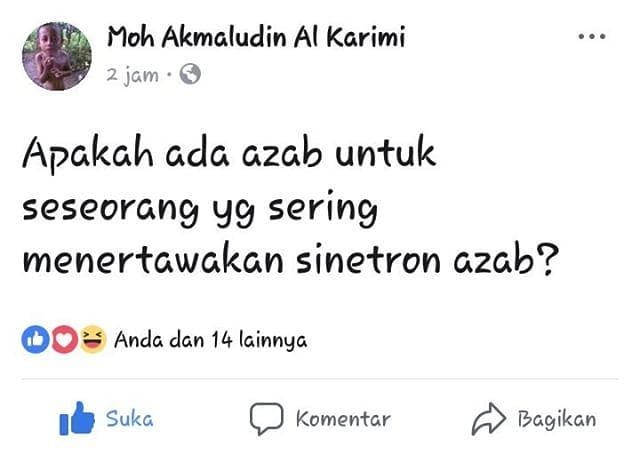 Moh Akmaludin Al Karimi
2 jam
Apakah ada azab untuk
seseorang yg sering
menertawakan sinetron azab?
Anda dan 14 lainnya
Suka
Komentar
Bagikan